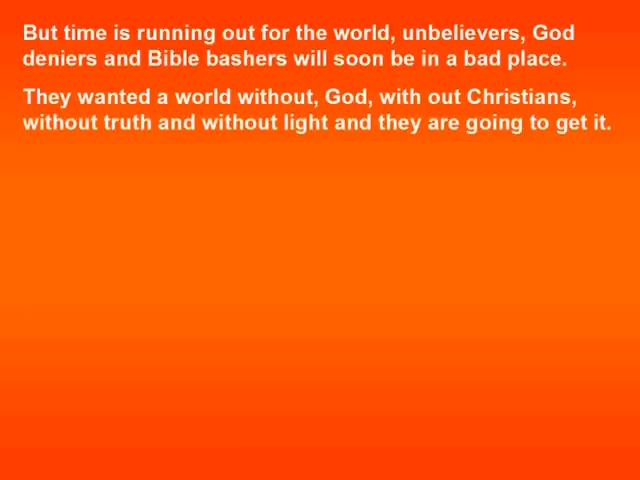 But time is running out for the world, unbelievers, God
deniers and Bible bashers will soon be in a bad place.
They wanted a world without, God, with out Christians,
without truth and without light and they are going to get it.